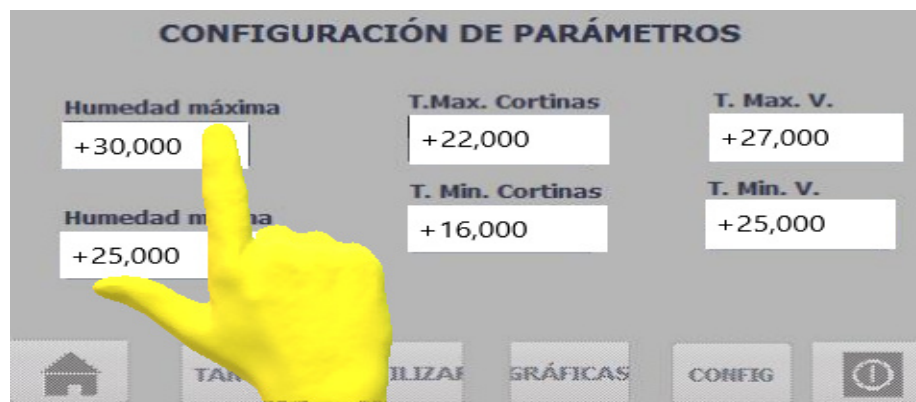 CONFIGURACIÓN DE PARÁMETROS
Humedad máxima
T.Max. Cortinas
T. Max. V.
+30,000
+22,000
+27,000
Humedad
T. Min. Cortinas
T. Min. V.
+25,000
+16,000
+25,000
GRÁFICAS
CONFIG